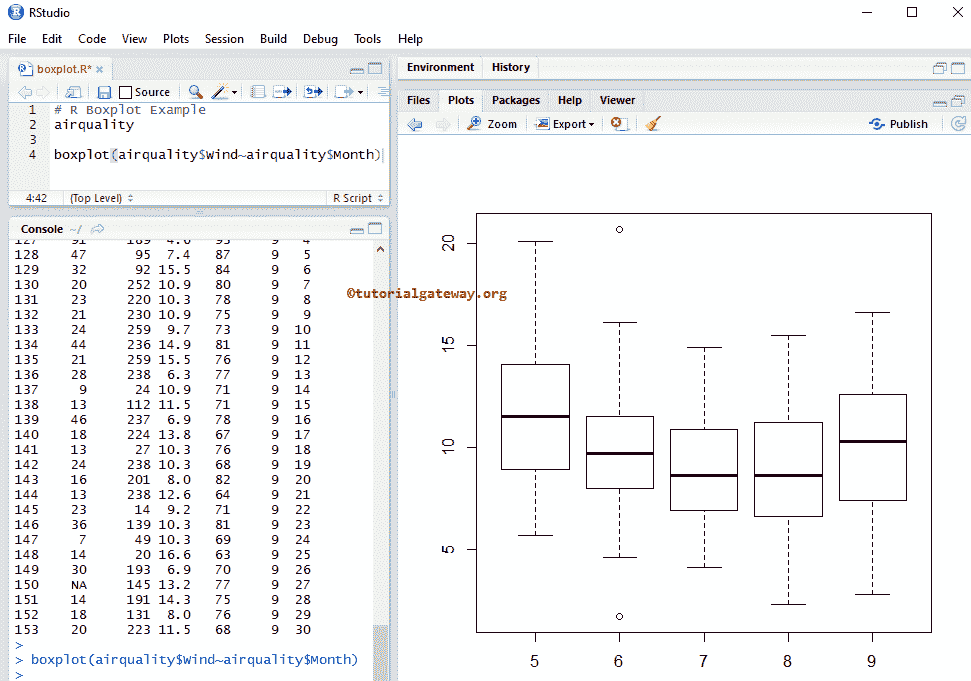 RStudio
File Edit Code View Plots Session Build Debug Tools Help
boxplot.R*
Source
1 # R Boxplot Example
2 airquality
3
4 boxplot(airquality$Wind~airquality$Month)
4:42 (Top Level) R Script
Console ~/
127 91 189 4.6 93 9 4
128 47 95 7.4 87 9 5
129 32 92 15.5 84 9 6
130 20 252 10.9 80 9 7
131 23 220 10.3 78 9 8
132 21 230 10.9 75 9 9
133 24 259 9.7 73 9 10
134 44 236 14.9 81 9 11
135 21 259 15.5 76 9 12
136 28 238 6.3 77 9 13
137 9 24 10.9 71 9 14
138 13 112 11.5 71 9 15
139 46 237 6.9 78 9 16
140 18 224 13.8 67 9 17
141 13 27 10.3 76 9 18
142 24 238 10.3 68 9 19
143 16 201 8.0 82 9 20
144 13 238 12.6 64 9 21
145 23 14 9.2 71 9 22
146 36 139 10.3 81 9 23
147 7 49 10.3 69 9 24
148 14 20 16.6 63 9 25
149 30 193 6.9 70 9 26
150 NA 145 13.2 77 9 27
151 14 191 14.3 75 9 28
152 18 131 8.0 76 9 29
153 20 223 11.5 68 9 30
>
> boxplot(airquality$Wind~airquality$Month)
>
Environment History
Files Plots Packages Help Viewer
Zoom Export Publish
©tutorialgateway.org
20
15
10
5
5 6 7 8 9